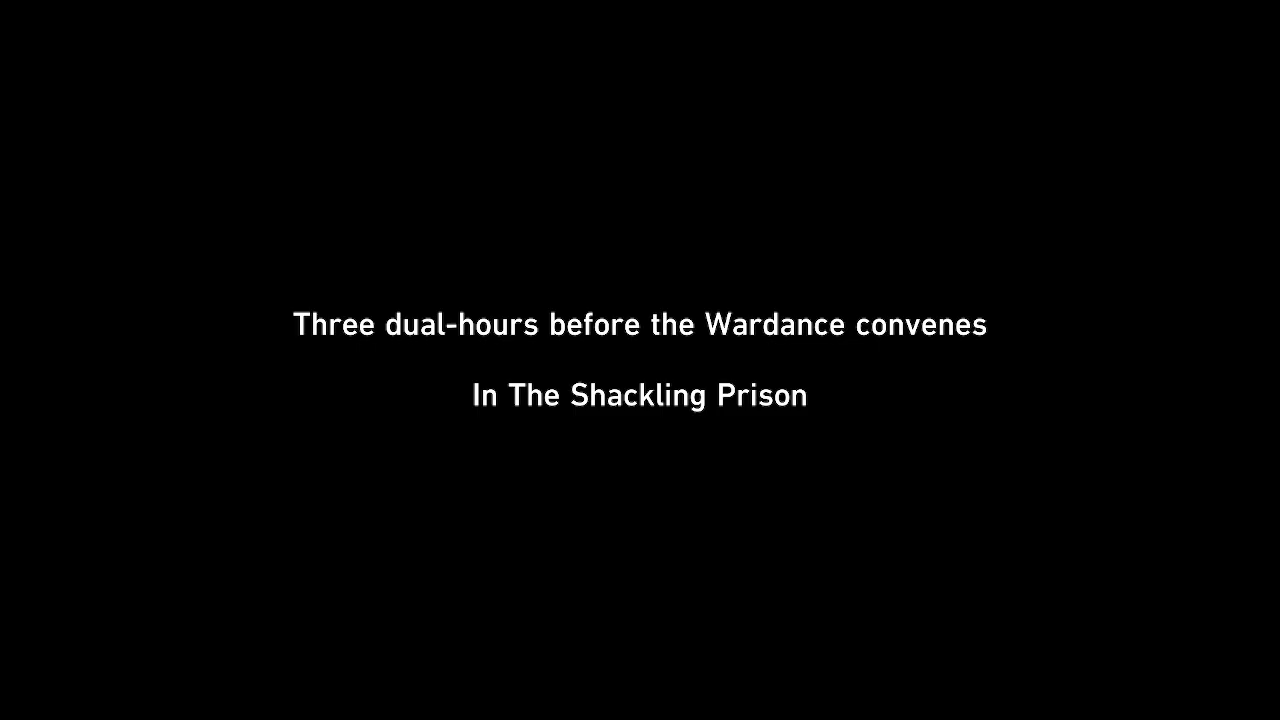 Three dual-hours before the Wardance convenes
In The Shackling Prison